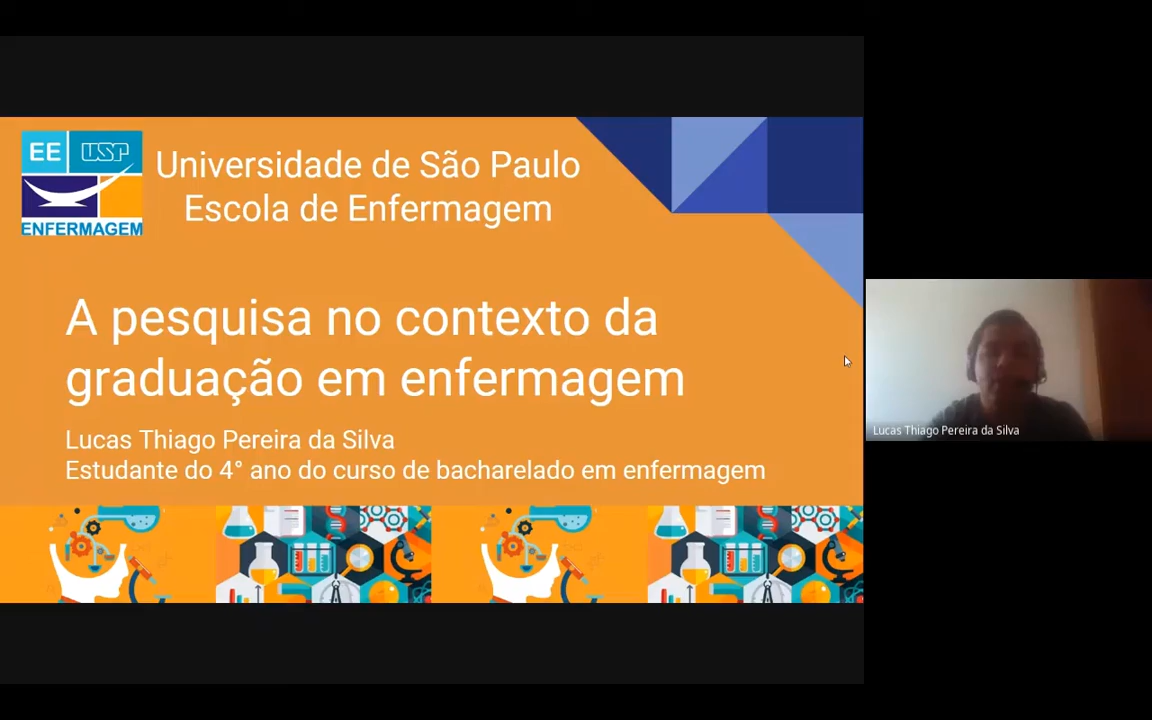 EE USP
ENFERMAGEM
Universidade de São Paulo
Escola de Enfermagem
A pesquisa no contexto da
graduação em enfermagem
Lucas Thiago Pereira da Silva
Estudante do 4° ano do curso de bacharelado em enfermagem
Lucas Thiago Pereira da Silva